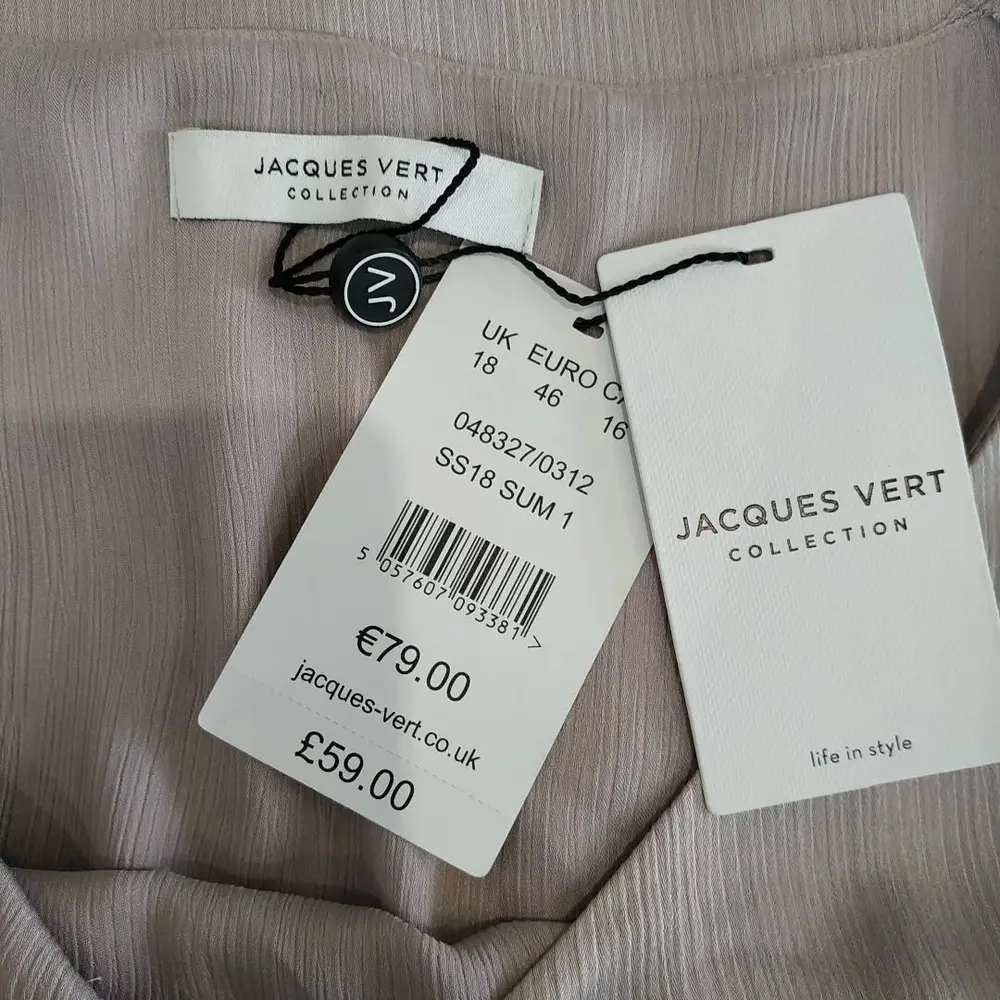 JACQUES VERT
COLLECTION
JV
UK EURO
18 46 16
048327/0312
SS18 SUM 1
5 057607 093381 >
€79.00
jacques-vert.co.uk
£59.00
JACQUES VERT
COLLECTION
life in style